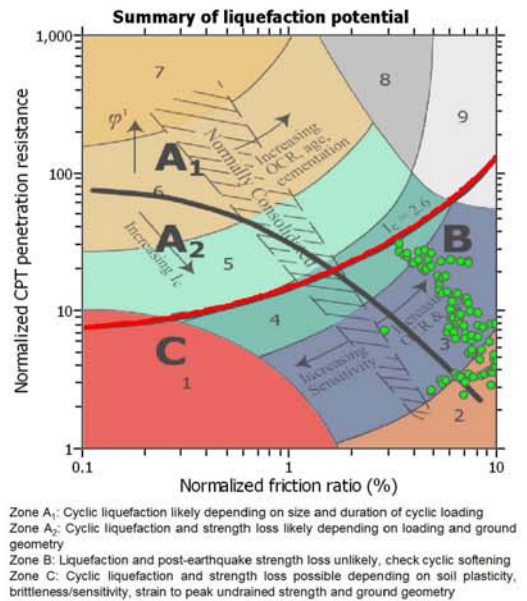 Summary of liquefaction potential
Normalized CPT penetration resistance
1,000
100
10
1
7
8
9
φ'
A1
Normally Consolidated
Increasing
OCR, age,
cementation
6
A2
Increasing Ic
5
Ic = 2.6
B
4
C
1
Increasing
Sensitivity
OCR &
3
2
0.1
1
10
Normalized friction ratio (%)
Zone A1: Cyclic liquefaction likely depending on size and duration of cyclic loading
Zone A2: Cyclic liquefaction and strength loss likely depending on loading and ground
geometry
Zone B: Liquefaction and post-earthquake strength loss unlikely, check cyclic softening
Zone C: Cyclic liquefaction and strength loss possible depending on soil plasticity,
brittleness/sensitivity, strain to peak undrained strength and ground geometry